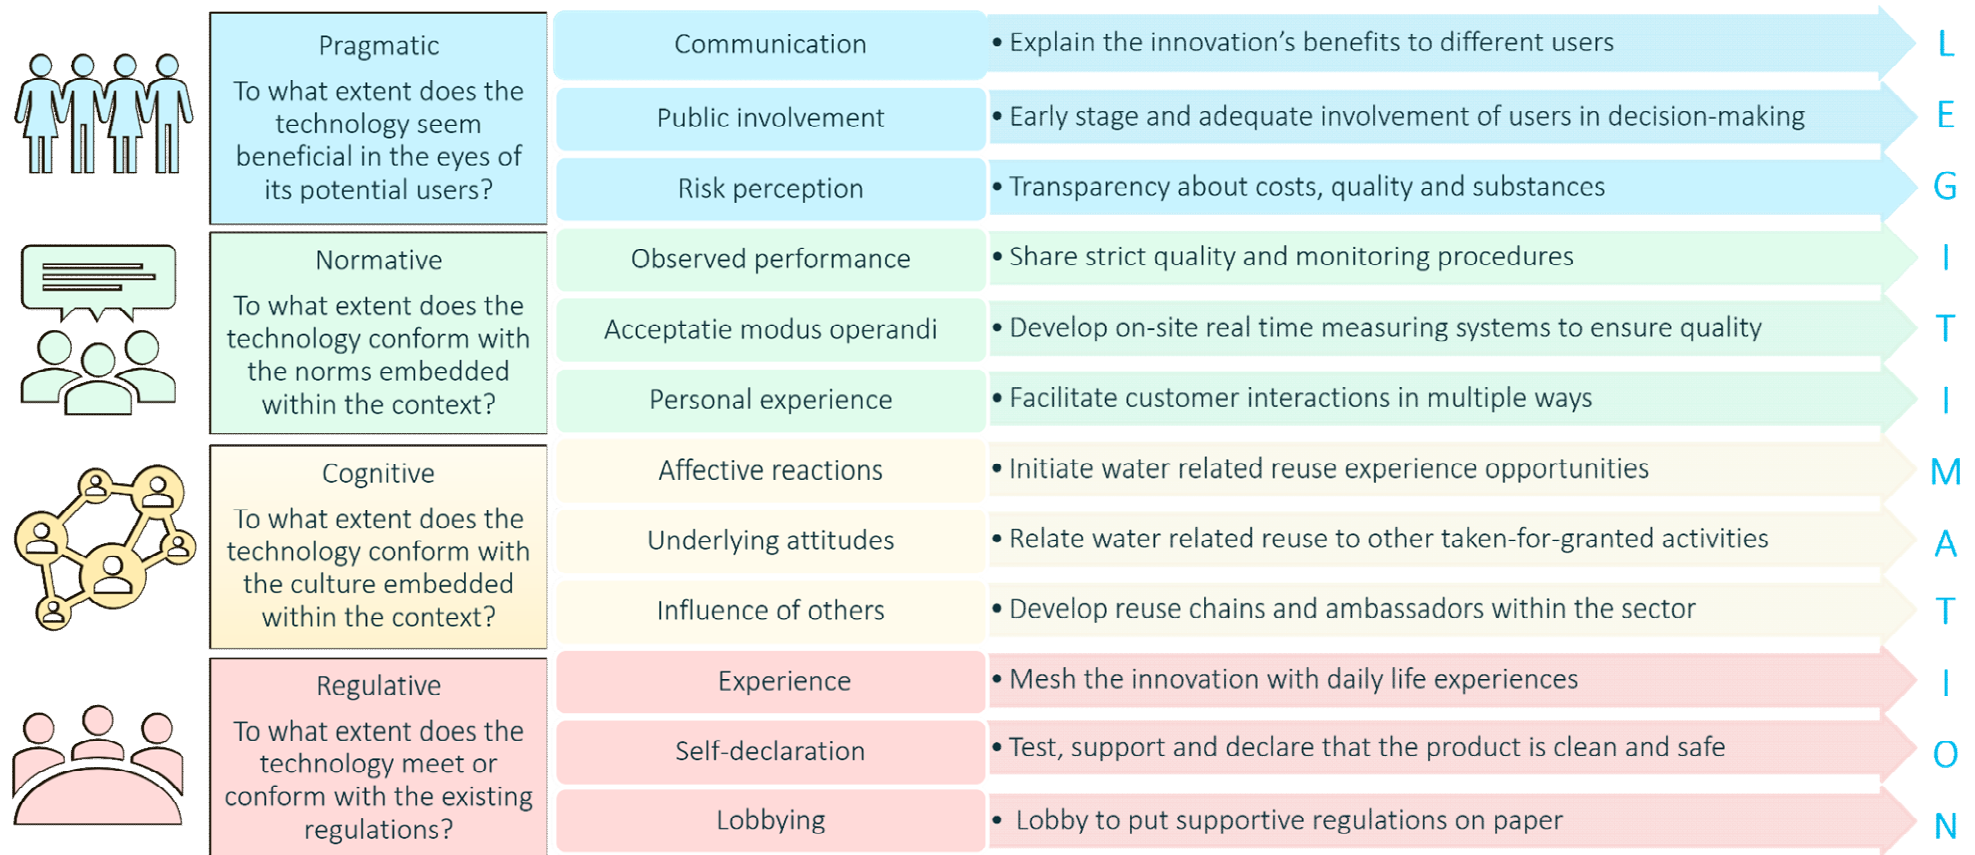 Pragmatic
To what extent does the
technology seem
beneficial in the eyes of
its potential users?
Communication
• Explain the innovation’s benefits to different users
Public involvement
• Early stage and adequate involvement of users in decision-making
Risk perception
• Transparency about costs, quality and substances
Normative
To what extent does the
technology conform with
the norms embedded
within the context?
Observed performance
• Share strict quality and monitoring procedures
Acceptatie modus operandi
• Develop on-site real time measuring systems to ensure quality
Personal experience
• Facilitate customer interactions in multiple ways
Cognitive
To what extent does the
technology conform with
the culture embedded
within the context?
Affective reactions
• Initiate water related reuse experience opportunities
Underlying attitudes
• Relate water related reuse to other taken-for-granted activities
Influence of others
• Develop reuse chains and ambassadors within the sector
Regulative
To what extent does the
technology meet or
conform with the existing
regulations?
Experience
• Mesh the innovation with daily life experiences
Self-declaration
• Test, support and declare that the product is clean and safe
Lobbying
• Lobby to put supportive regulations on paper
L
E
G
I
T
I
M
A
T
I
O
N